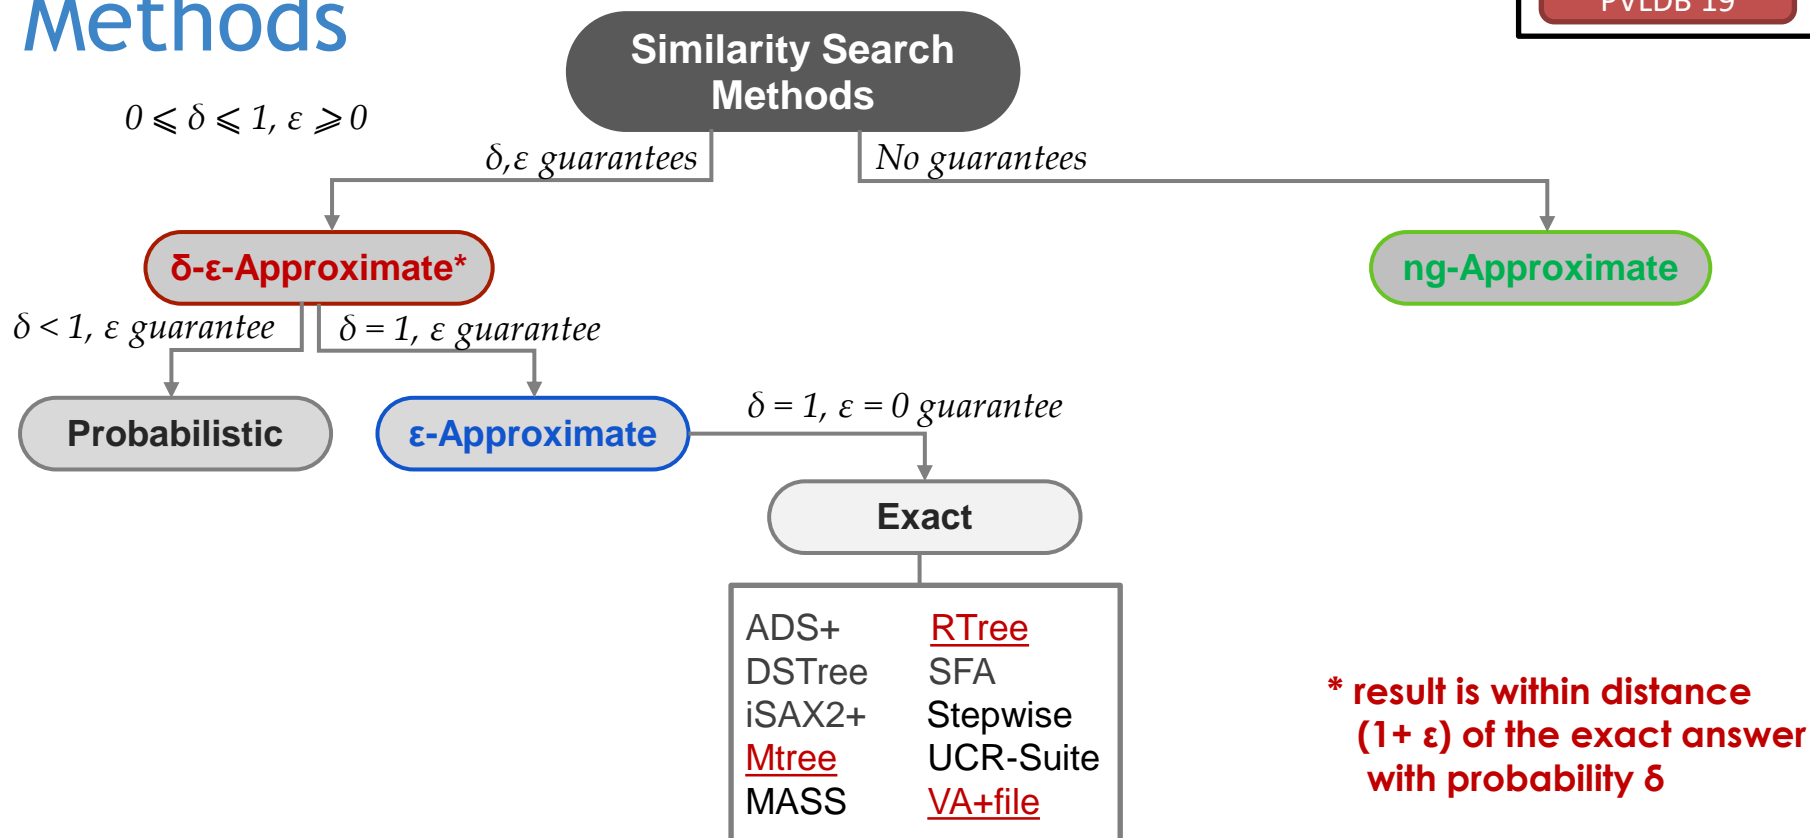 Methods
PVLDB 19
Similarity Search
Methods
0 ⩽ δ ⩽ 1, ε ⩾ 0
δ,ε guarantees
No guarantees
δ-ε-Approximate*
ng-Approximate
δ < 1, ε guarantee
δ = 1, ε guarantee
Probabilistic
ε-Approximate
δ = 1, ε = 0 guarantee
Exact
ADS+ RTree
DSTree SFA
iSAX2+ Stepwise
Mtree UCR-Suite
MASS VA+file
* result is within distance
(1+ ε) of the exact answer
with probability δ